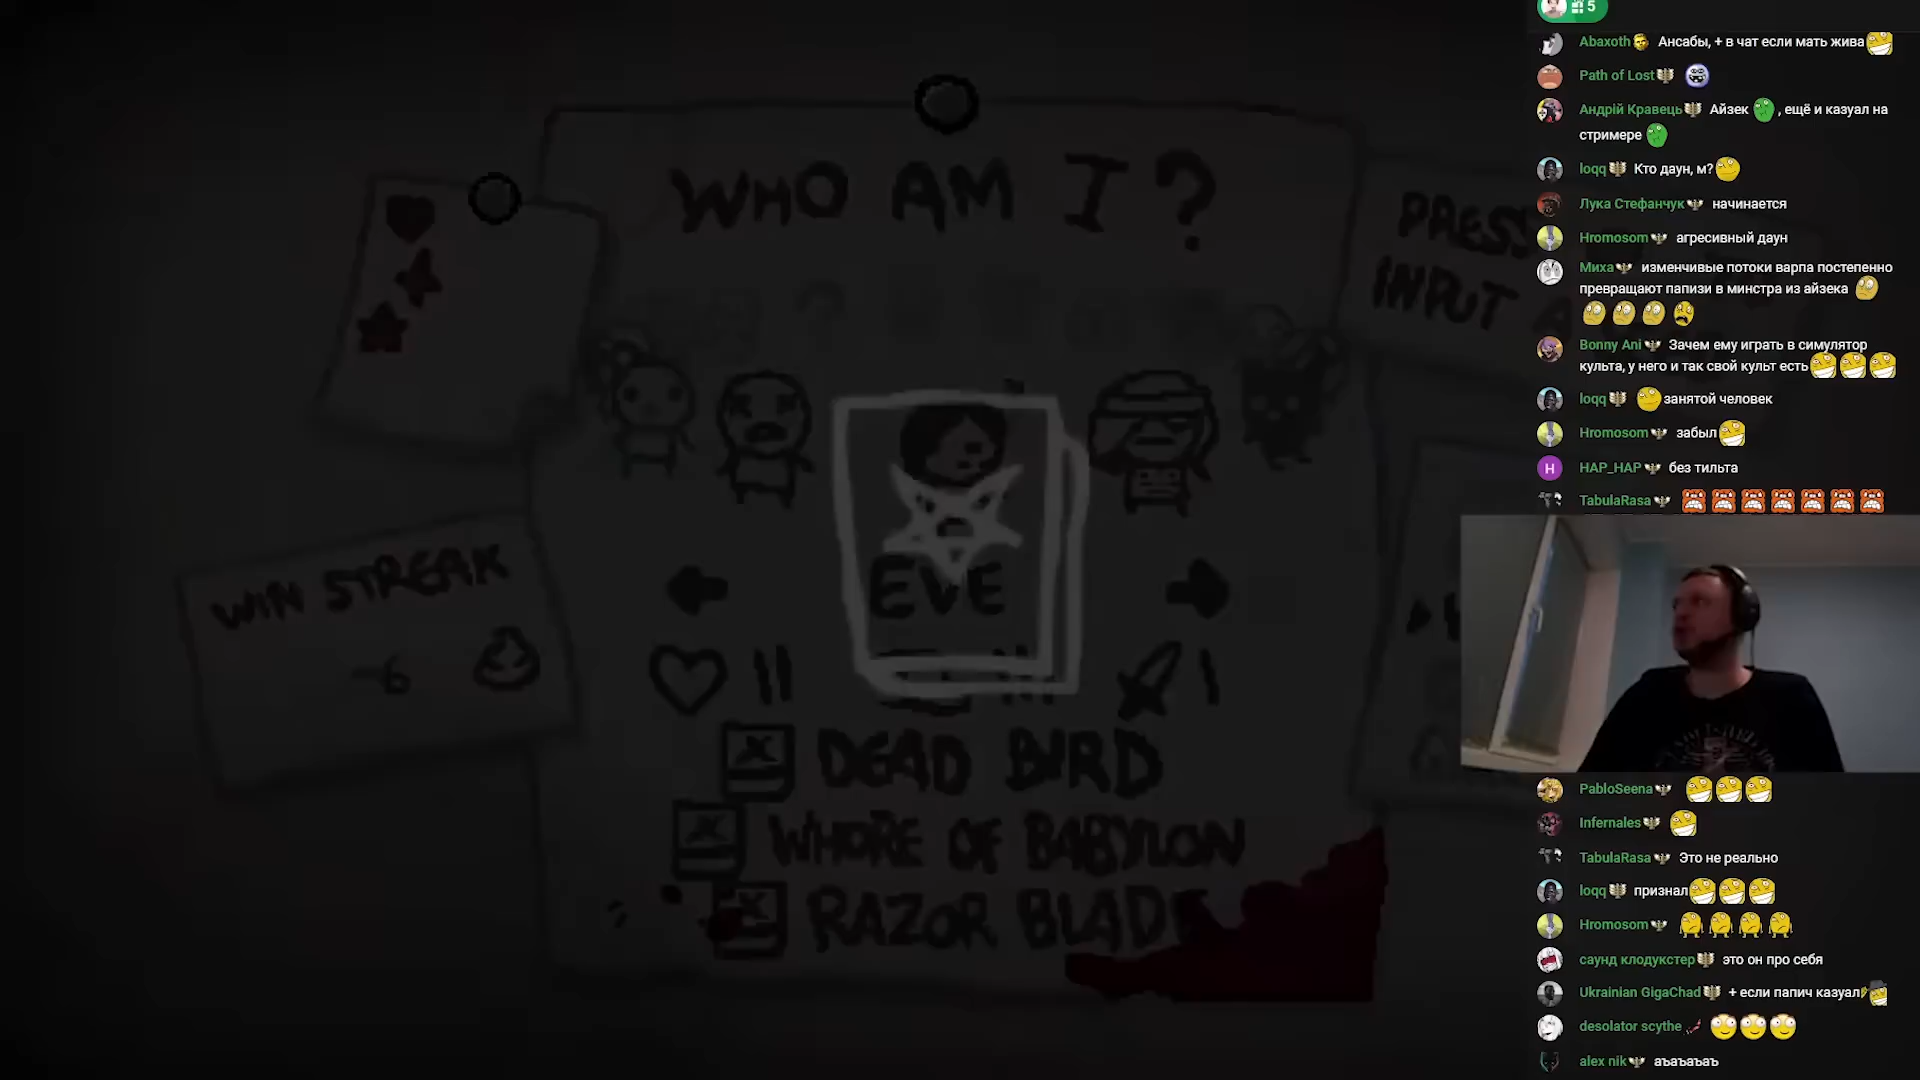 WHO AM I?
PRESS
INPUT A
WIN STREAK
-6
EVE
DEAD BIRD
WHORE OF BABYLON
RAZOR BLADE
5
Abaxoth Ансабы, + в чат если мать жива
Path of Lost
Андрій Кравець Айзек , ещё и казуал на
стримере
loqq Кто даун, м?
Лука Стефанчук начинается
Hromosom агресивный даун
Миха изменчивые потоки варпа постепенно
превращают папизи в минстра из айзека
Bonny Ani Зачем ему играть в симулятор
культа, у него и так свой культ есть
loqq занятой человек
Hromosom забыл
H HAP_HAP без тильта
TabulaRasa
PabloSeena
Infernales
TabulaRasa Это не реально
loqq признал
Hromosom
саунд клодукстер это он про себя
Ukrainian GigaChad + если папич казуал
desolator scythe
alex nik аъаъаъаъ